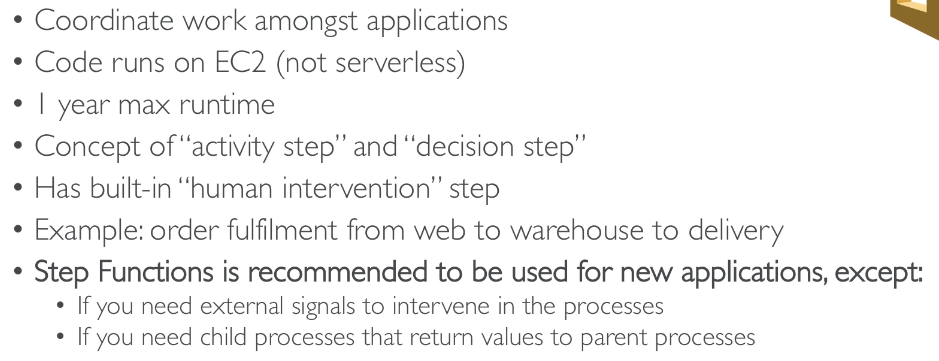 • Coordinate work amongst applications
• Code runs on EC2 (not serverless)
• 1 year max runtime
• Concept of “activity step” and “decision step”
• Has built-in “human intervention” step
• Example: order fulfilment from web to warehouse to delivery
• Step Functions is recommended to be used for new applications, except:
• If you need external signals to intervene in the processes
• If you need child processes that return values to parent processes